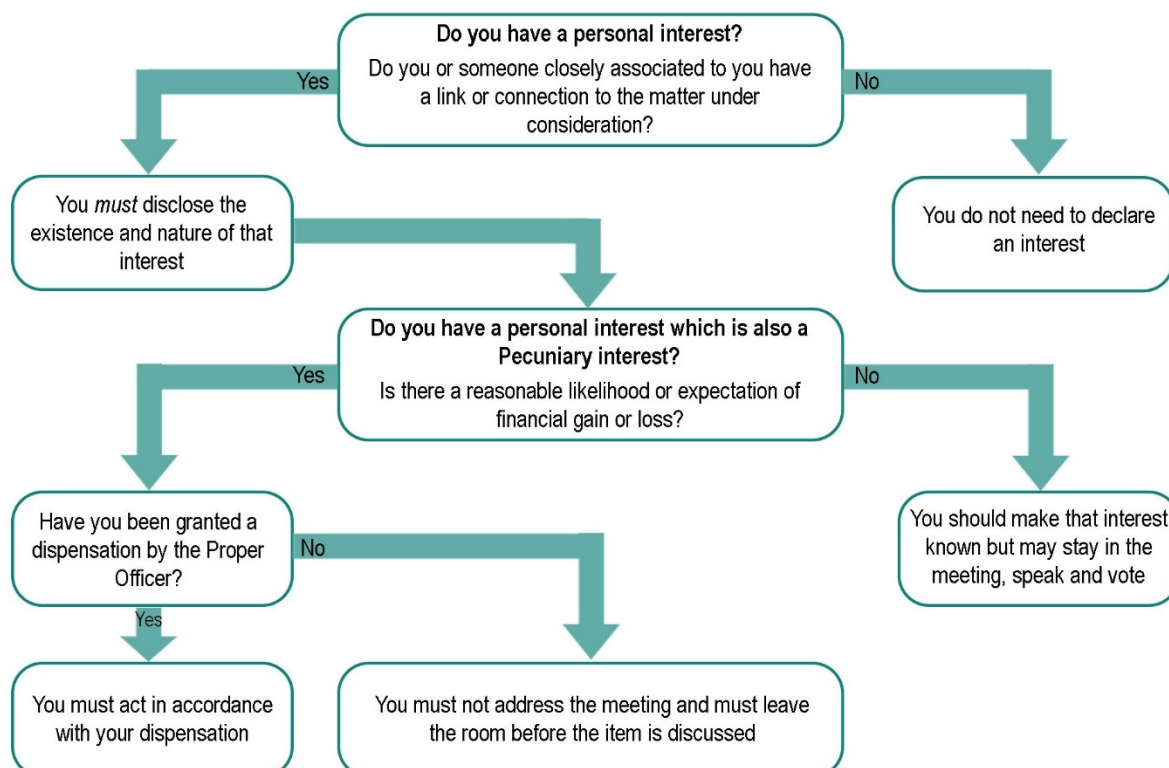 Do you have a personal interest?
Do you or someone closely associated to you have
a link or connection to the matter under
consideration?
Yes
No
You must disclose the
existence and nature of that
interest
You do not need to declare
an interest
Do you have a personal interest which is also a
Pecuniary interest?
Is there a reasonable likelihood or expectation of
financial gain or loss?
Yes
No
Have you been granted a
dispensation by the Proper
Officer?
No
You should make that interest
known but may stay in the
meeting, speak and vote
Yes
You must act in accordance
with your dispensation
You must not address the meeting and must leave
the room before the item is discussed